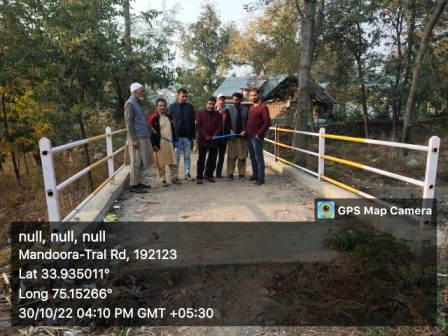 GPS Map Camera
null, null, null
Mandoora-Tral Rd, 192123
Lat 33.935011°
Long 75.15266°
30/10/22 04:10 PM GMT +05:30